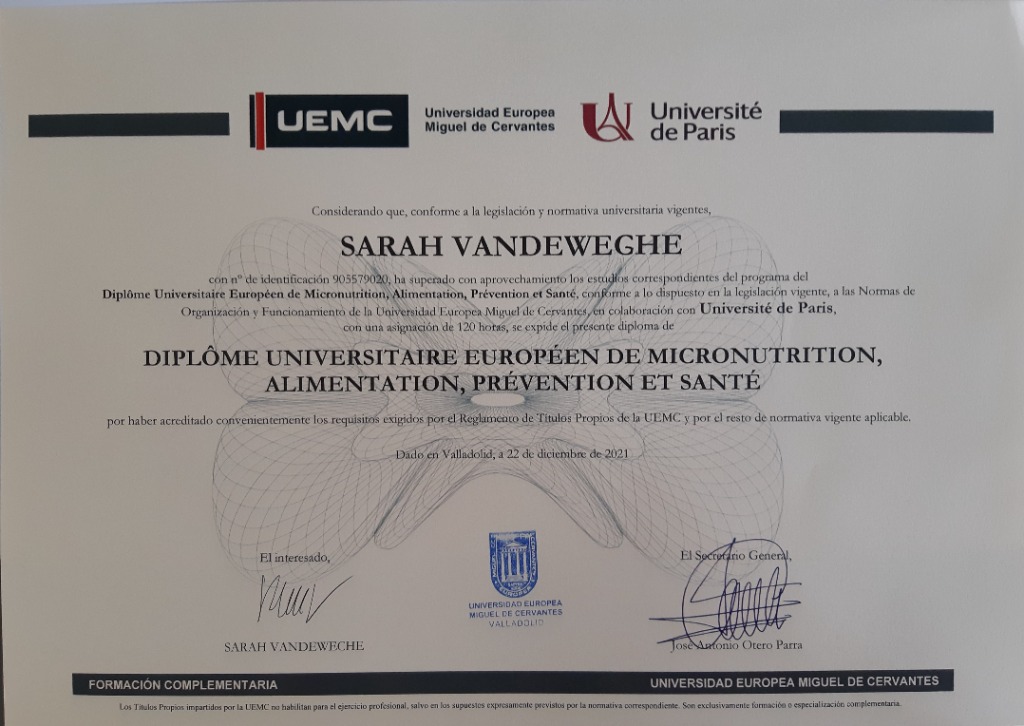 UEMC
Universidad Europea
Miguel de Cervantes
Université
de Paris
Considerando que, conforme a la legislación y normativa universitaria vigentes,
SARAH VANDEWEGHE
con nº de identificación 905579020, ha superado con aprovechamiento los estudios correspondientes del programa del
Diplôme Universitaire Européen de Micronutrition, Alimentation, Prévention et Santé, conforme a lo dispuesto en la legislación vigente, a las Normas de
Organización y Funcionamiento de la Universidad Europea Miguel de Cervantes, en colaboración con Université de Paris,
con una asignación de 120 horas, se expide el presente diploma de
DIPLÔME UNIVERSITAIRE EUROPÉEN DE MICRONUTRITION,
ALIMENTATION, PRÉVENTION ET SANTÉ
por haber acreditado convenientemente los requisitos exigidos por el Reglamento de Títulos Propios de la UEMC y por el resto de normativa vigente aplicable.
Dado en Valladolid, a 22 de diciembre de 2021
El interesado,
El Secretario General,
UNIVERSIDAD EUROPEA
MIGUEL DE CERVANTES
VALLADOLID
SARAH VANDEWECHE
José Antonio Otero Parra
FORMACIÓN COMPLEMENTARIA
UNIVERSIDAD EUROPEA MIGUEL DE CERVANTES
Los Títulos Propios impartidos por la UEMC no habilitan para el ejercicio profesional, salvo en los supuestos expresamente previstos por la normativa correspondiente. Son exclusivamente formación o especialización complementaria.